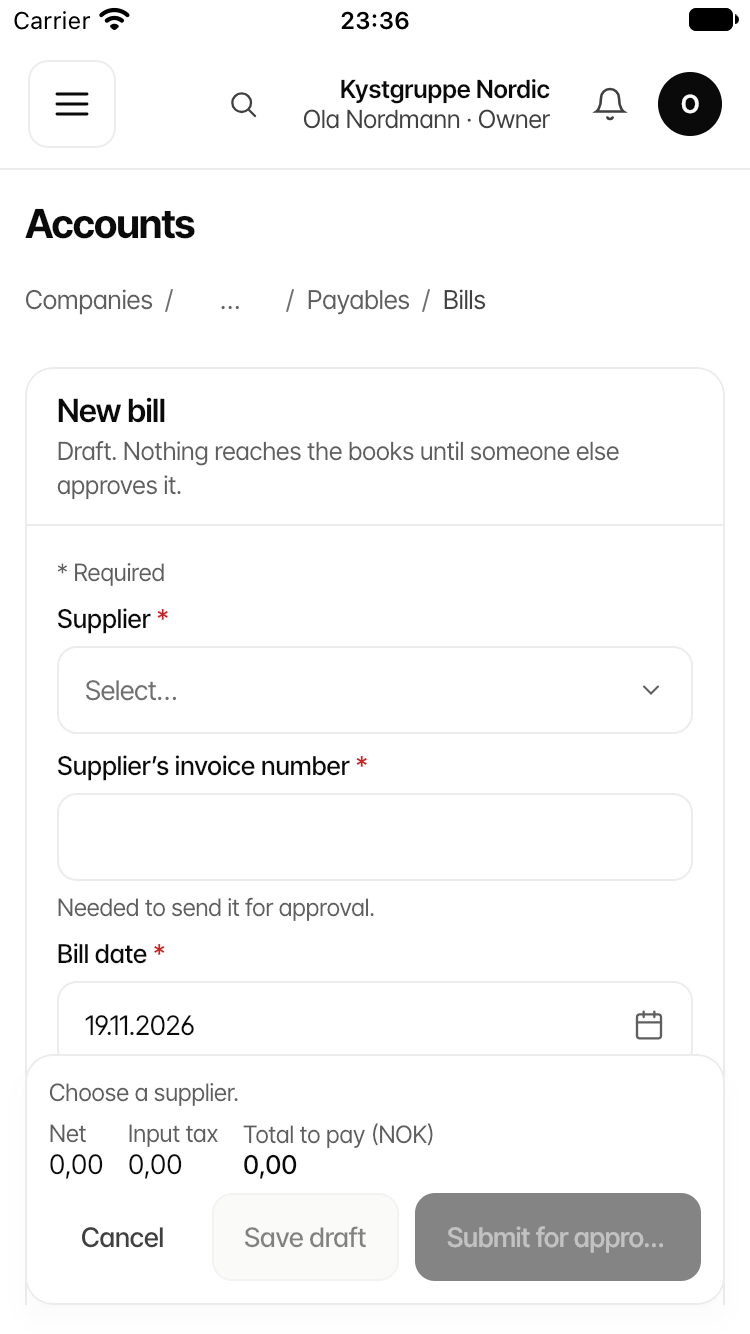 Carrier 23:36
Kystgruppe Nordic
Ola Nordmann · Owner
O
Accounts
Companies / ... / Payables / Bills
New bill
Draft. Nothing reaches the books until someone else
approves it.
* Required
Supplier *
Select...
Supplier’s invoice number *
Needed to send it for approval.
Bill date *
19.11.2026
Choose a supplier.
Net Input tax Total to pay (NOK)
0,00 0,00 0,00
Cancel Save draft Submit for appro...